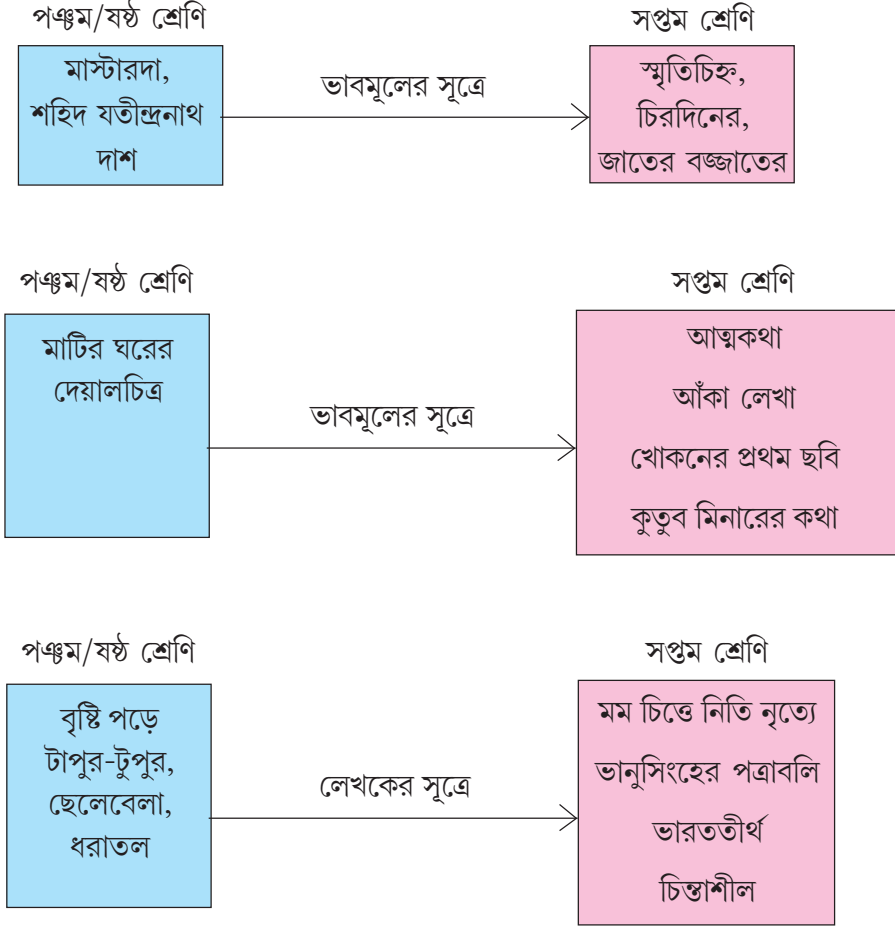 পঞ্চম/ষষ্ঠ শ্রেণি
মাস্টারদা,
শহিদ যতীন্দ্রনাথ
দাশ
ভাবমূলের সূত্রে
সপ্তম শ্রেণি
স্মৃতিচিহ্ন,
চিরদিনের,
জাতের বজ্জাতের
পঞ্চম/ষষ্ঠ শ্রেণি
মাটির ঘরের
দেয়ালচিত্র
ভাবমূলের সূত্রে
সপ্তম শ্রেণি
আত্মকথা
আঁকা লেখা
খোকনের প্রথম ছবি
কুতুব মিনারের কথা
পঞ্চম/ষষ্ঠ শ্রেণি
বৃষ্টি পড়ে
টাপুর-টুপুর,
ছেলেবেলা,
ধরাতল
লেখকের সূত্রে
সপ্তম শ্রেণি
মম চিত্তে নিতি নৃত্যে
ভানুসিংহের পত্রাবলি
ভারততীর্থ
চিন্তাশীল